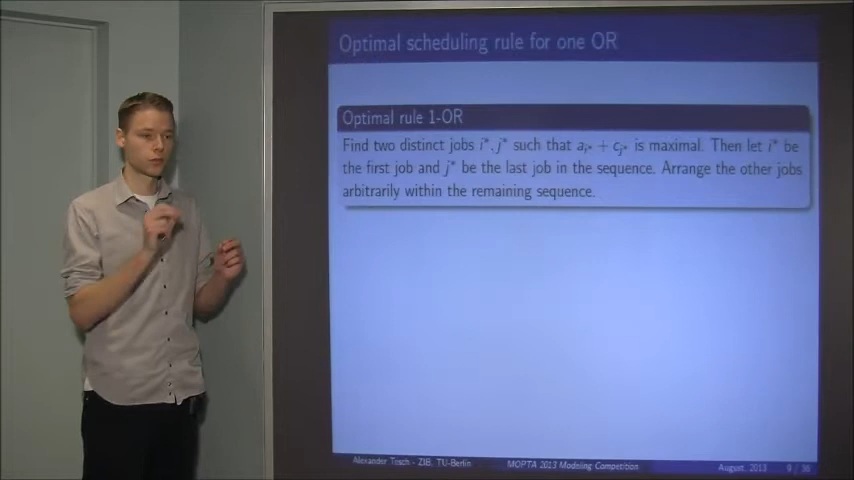 Optimal scheduling rule for one OR
Optimal rule 1-OR
Find two distinct jobs i*, j* such that a_{i*} + c_{j*} is maximal. Then let i* be
the first job and j* be the last job in the sequence. Arrange the other jobs
arbitrarily within the remaining sequence.
Alexander Tesch - ZIB, TU-Berlin
MOPTA 2013 Modeling Competition
August, 2013
9 / 36